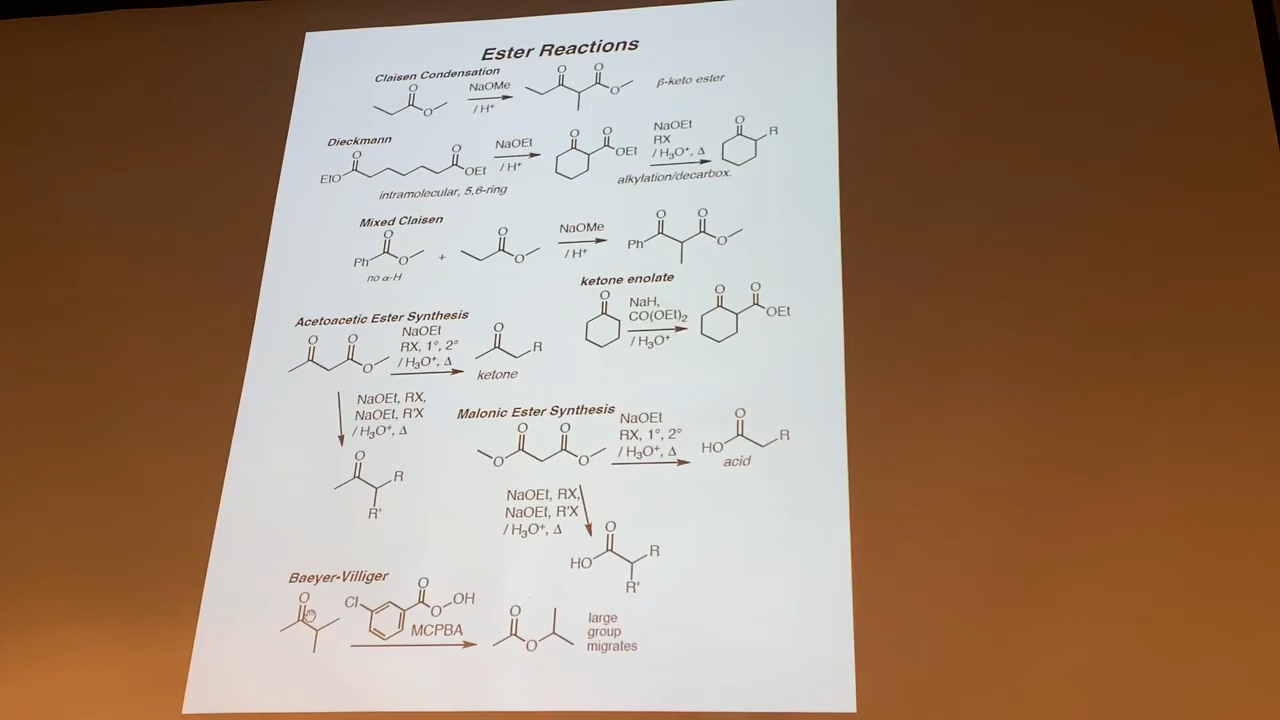 Ester Reactions
Claisen Condensation
O
O
NaOMe
/ H⁺
O
O
O
β-keto ester
Dieckmann
O
EtO
O
OEt
NaOEt
/ H⁺
O
O
OEt
NaOEt
RX
/ H₃O⁺, Δ
O
R
intramolecular, 5,6-ring
alkylation/decarbox.
Mixed Claisen
O
Ph
O
no α-H
+
O
O
NaOMe
/ H⁺
O
O
Ph
O
ketone enolate
O
NaH,
CO(OEt)₂
/ H₃O⁺
O
O
OEt
Acetoacetic Ester Synthesis
O
O
O
NaOEt
RX, 1°, 2°
/ H₃O⁺, Δ
O
R
ketone
NaOEt, RX,
NaOEt, R'X
/ H₃O⁺, Δ
O
R
R'
Malonic Ester Synthesis
O
O
O
O
NaOEt
RX, 1°, 2°
/ H₃O⁺, Δ
O
HO
R
acid
NaOEt, RX,
NaOEt, R'X
/ H₃O⁺, Δ
O
HO
R
R'
Baeyer-Villiger
O
Cl
O
O
OH
MCPBA
O
O
large
group
migrates